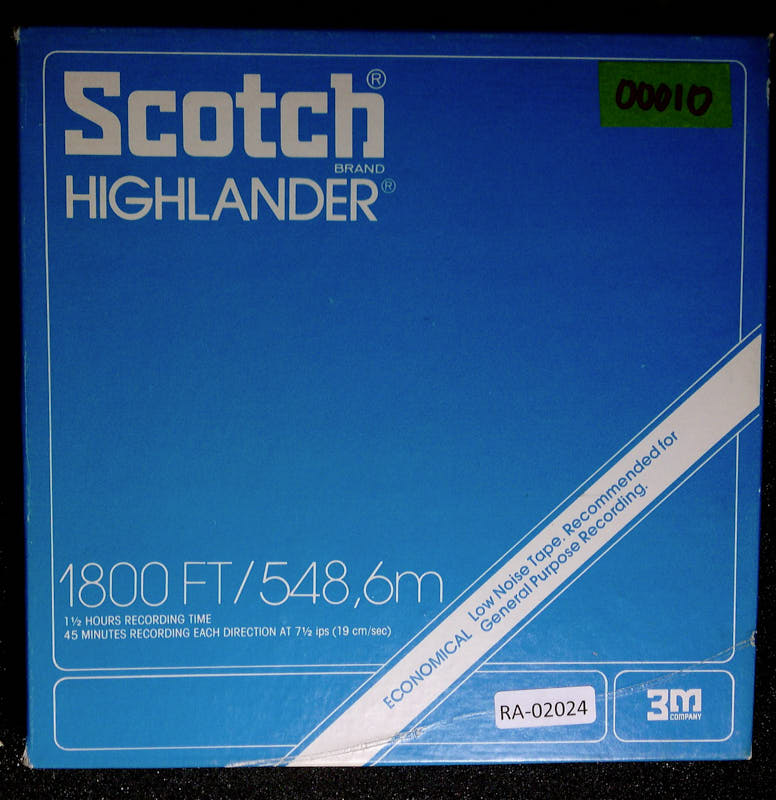 Scotch®
00010
BRAND
HIGHLANDER®
1800 FT/548,6m
1½ HOURS RECORDING TIME
45 MINUTES RECORDING EACH DIRECTION AT 7½ ips (19 cm/sec)
ECONOMICAL Low Noise Tape. Recommended for
General Purpose Recording.
RA-02024
3M
COMPANY